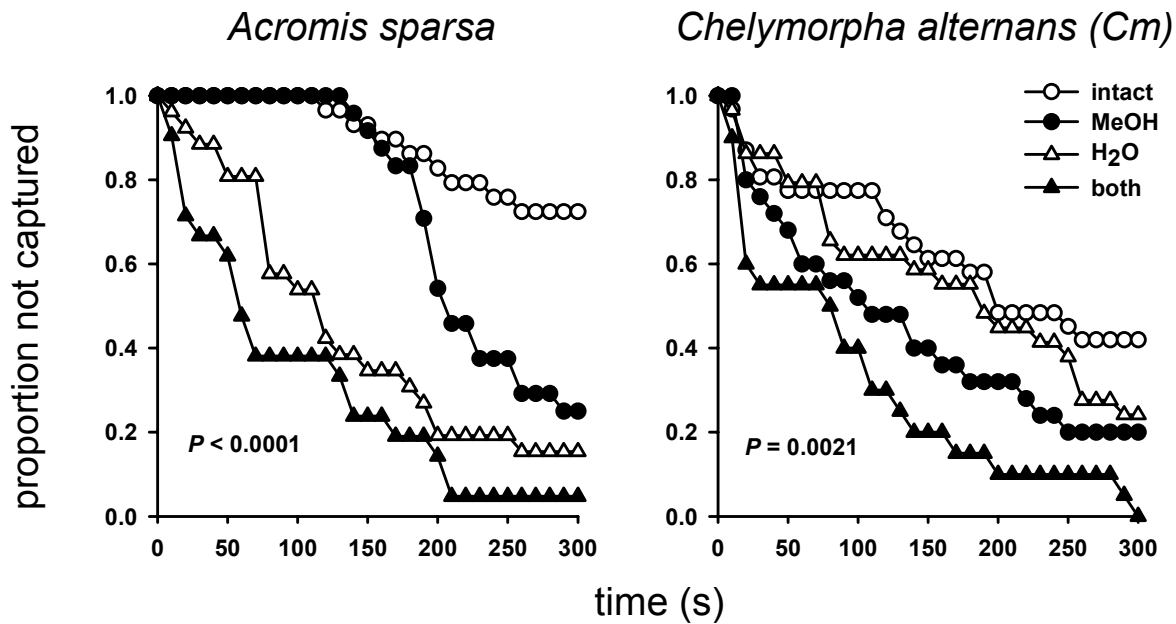 Acromis sparsa
Chelymorpha alternans (Cm)
proportion not captured
1.0
0.8
0.6
0.4
0.2
0.0
P < 0.0001
0 50 100 150 200 250 300
1.0
0.8
0.6
0.4
0.2
0.0
intact
MeOH
H₂O
both
P = 0.0021
0 50 100 150 200 250 300
time (s)